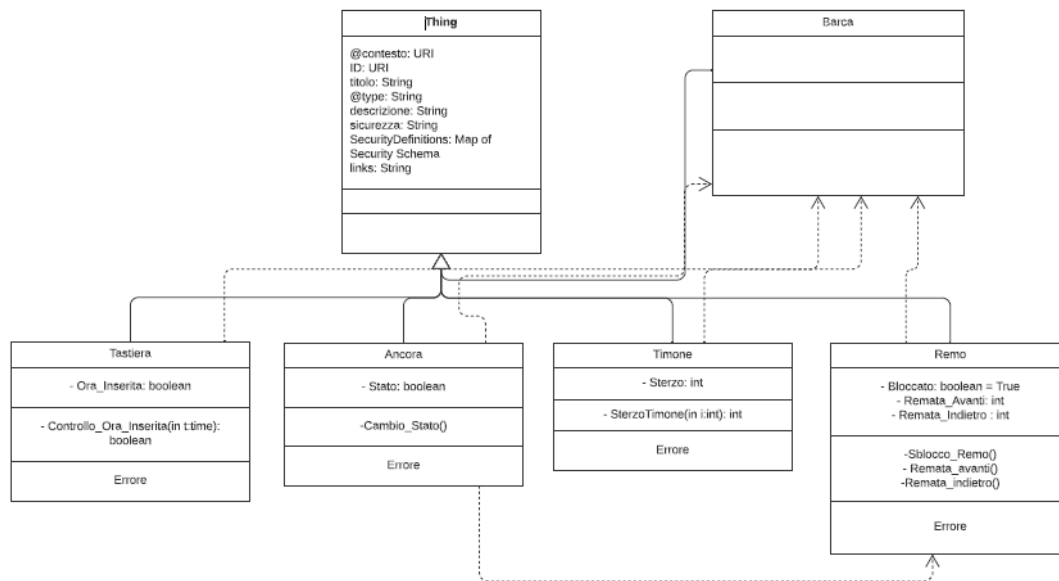 Thing
@contesto: URI
ID: URI
titolo: String
@type: String
descrizione: String
sicurezza: String
SecurityDefinitions: Map of
Security Schema
links: String
Barca
Tastiera
- Ora_Inserita: boolean
- Controllo_Ora_Inserita(in t:time):
boolean
Errore
Ancora
- Stato: boolean
-Cambio_Stato()
Errore
Timone
- Sterzo: int
- SterzoTimone(in i:int): int
Errore
Remo
- Bloccato: boolean = True
- Remata_Avanti: int
- Remata_Indietro : int
-Sblocco_Remo()
- Remata_avanti()
-Remata_indietro()
Errore